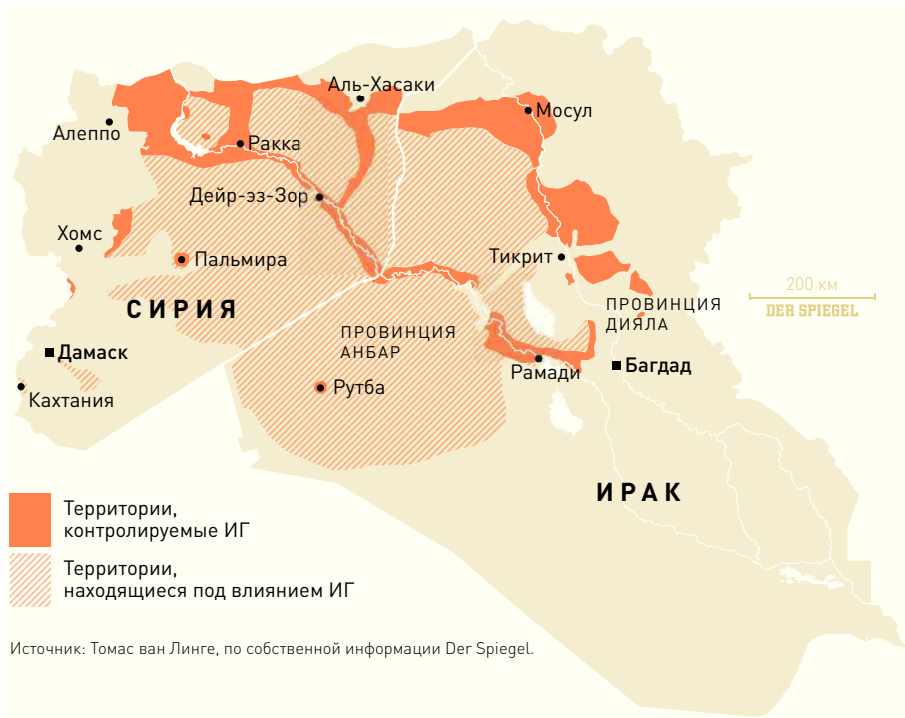 Аль-Хасаки
Мосул
Алеппо
Ракка
Дейр-эз-Зор
Хомс
Пальмира
Тикрит
200 км
DER SPIEGEL
СИРИЯ
ПРОВИНЦИЯ
ДИЯЛА
ПРОВИНЦИЯ
АНБАР
Дамаск
Рамади
Багдад
Рутба
Кахтания
ИРАК
Территории,
контролируемые ИГ
Территории,
находящиеся под влиянием ИГ
Источник: Томас ван Линге, по собственной информации Der Spiegel.